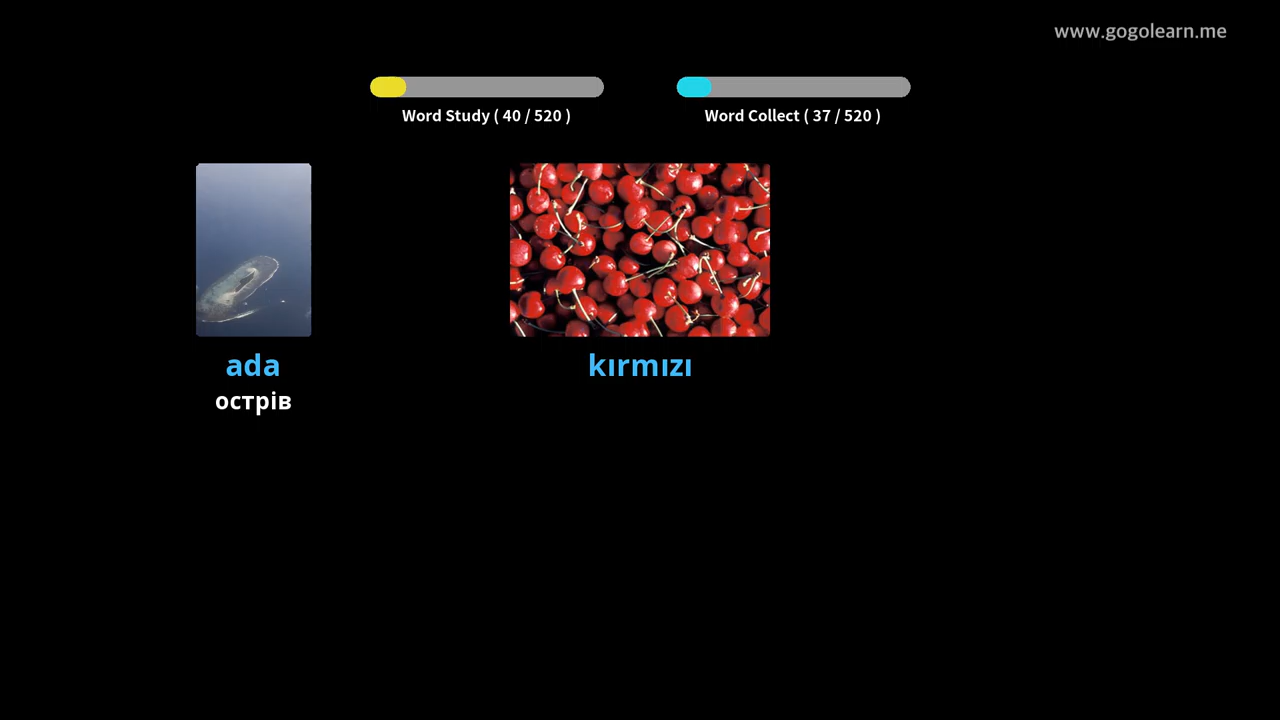 www.gogolearn.me
Word Study ( 40 / 520 )
Word Collect ( 37 / 520 )
ada
острів
kırmızı